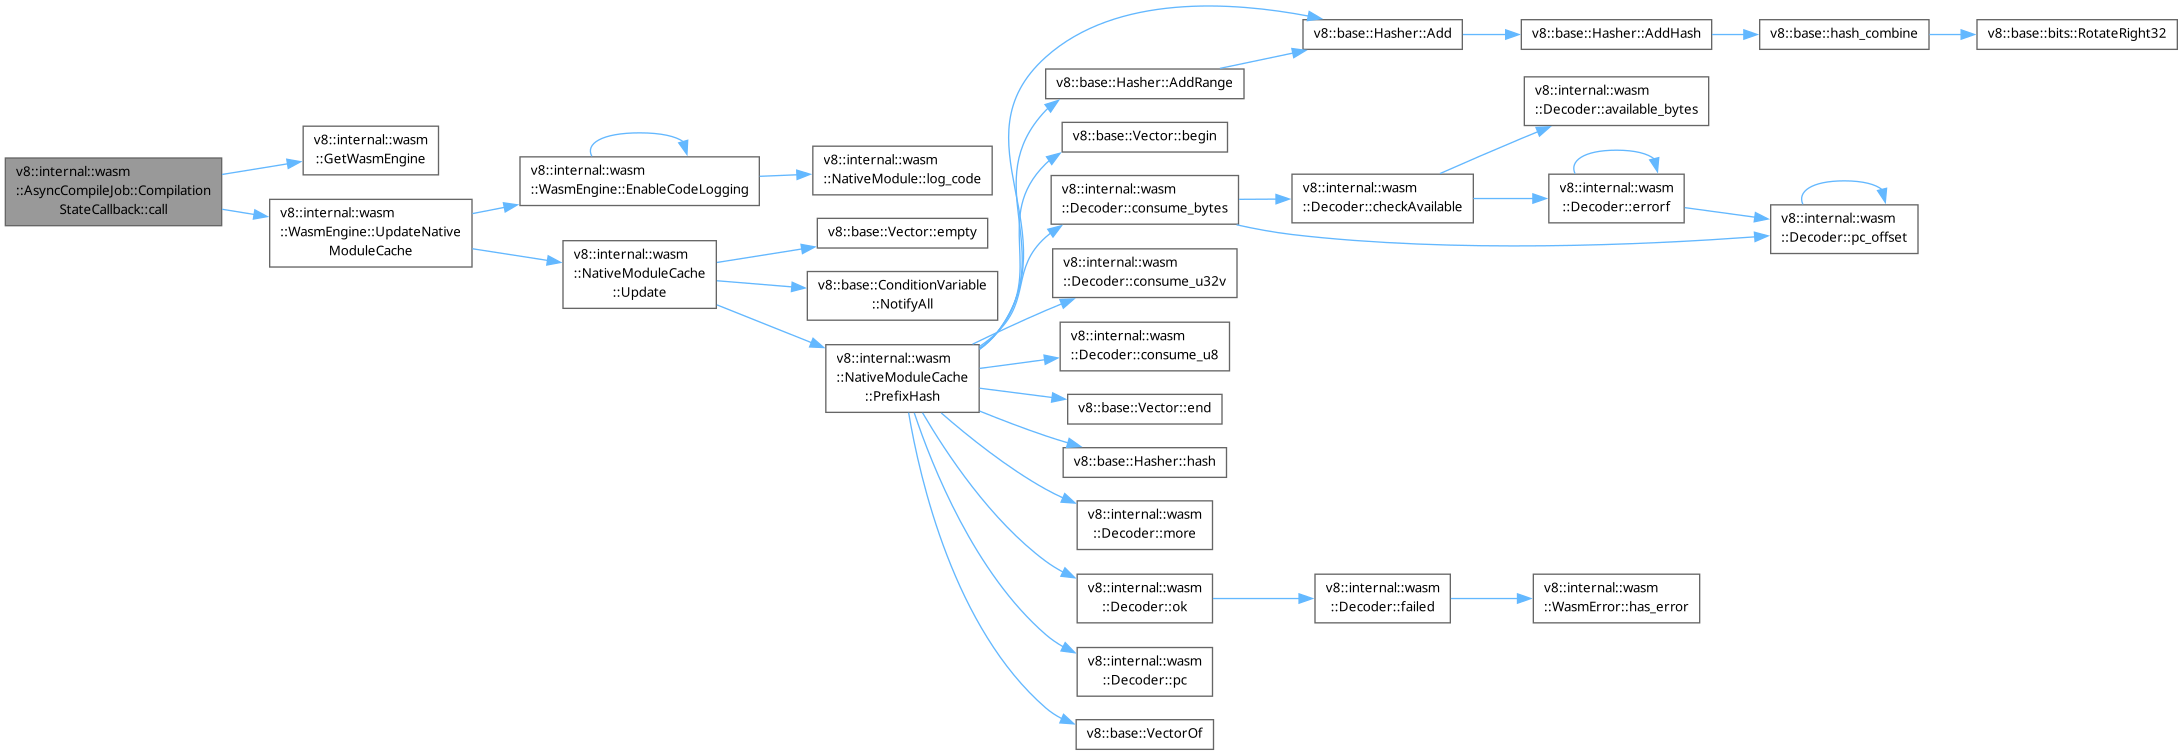 v8::internal::wasm
::AsyncCompileJob::Compilation
StateCallback::call
v8::internal::wasm
::GetWasmEngine
v8::internal::wasm
::WasmEngine::UpdateNative
ModuleCache
v8::internal::wasm
::WasmEngine::EnableCodeLogging
v8::internal::wasm
::NativeModule::log_code
v8::internal::wasm
::NativeModuleCache
::Update
v8::base::Vector::empty
v8::base::ConditionVariable
::NotifyAll
v8::internal::wasm
::NativeModuleCache
::PrefixHash
v8::base::Hasher::Add
v8::base::Hasher::AddHash
v8::base::hash_combine
v8::base::bits::RotateRight32
v8::base::Hasher::AddRange
v8::base::Vector::begin
v8::internal::wasm
::Decoder::consume_bytes
v8::internal::wasm
::Decoder::checkAvailable
v8::internal::wasm
::Decoder::available_bytes
v8::internal::wasm
::Decoder::errorf
v8::internal::wasm
::Decoder::pc_offset
v8::internal::wasm
::Decoder::consume_u32v
v8::internal::wasm
::Decoder::consume_u8
v8::base::Vector::end
v8::base::Hasher::hash
v8::internal::wasm
::Decoder::more
v8::internal::wasm
::Decoder::ok
v8::internal::wasm
::Decoder::failed
v8::internal::wasm
::WasmError::has_error
v8::internal::wasm
::Decoder::pc
v8::base::VectorOf